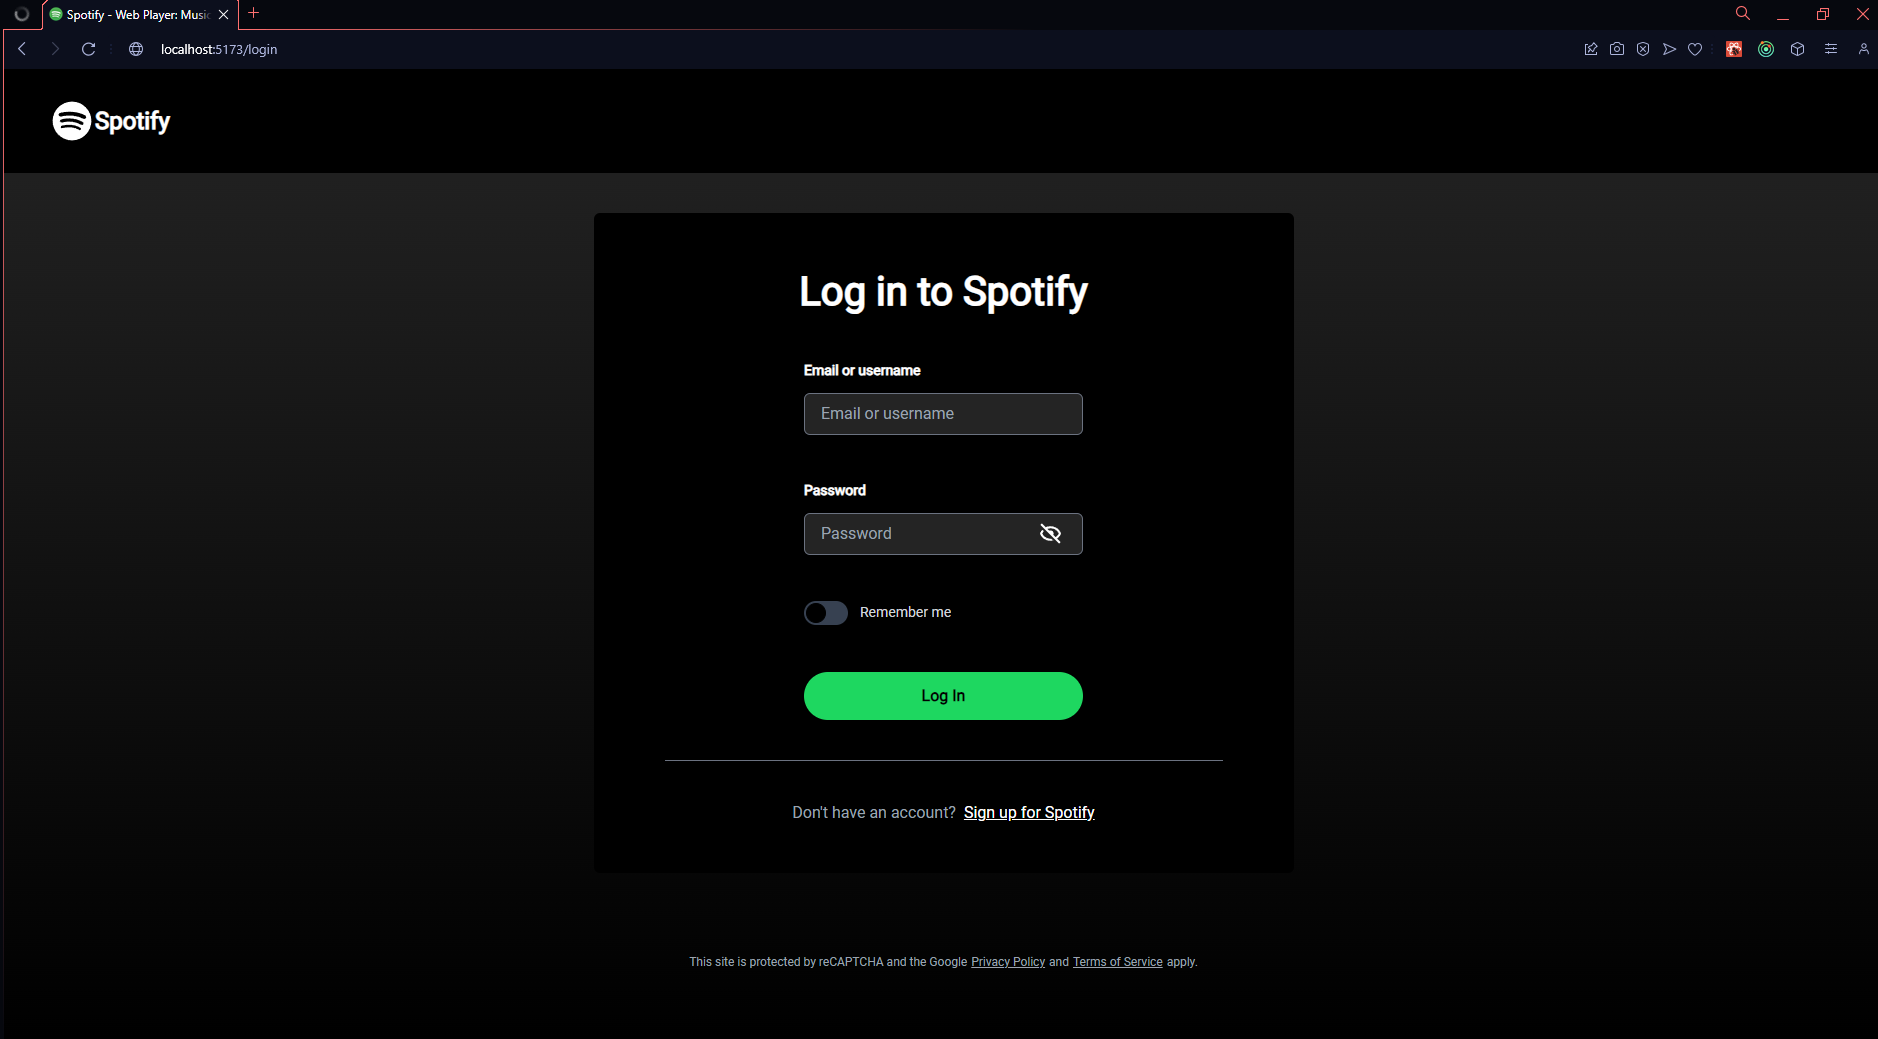 Spotify - Web Player: Music
localhost:5173/login
Spotify
Log in to Spotify
Email or username
Email or username
Password
Password
Remember me
Log In
Don't have an account? Sign up for Spotify
This site is protected by reCAPTCHA and the Google Privacy Policy and Terms of Service apply.